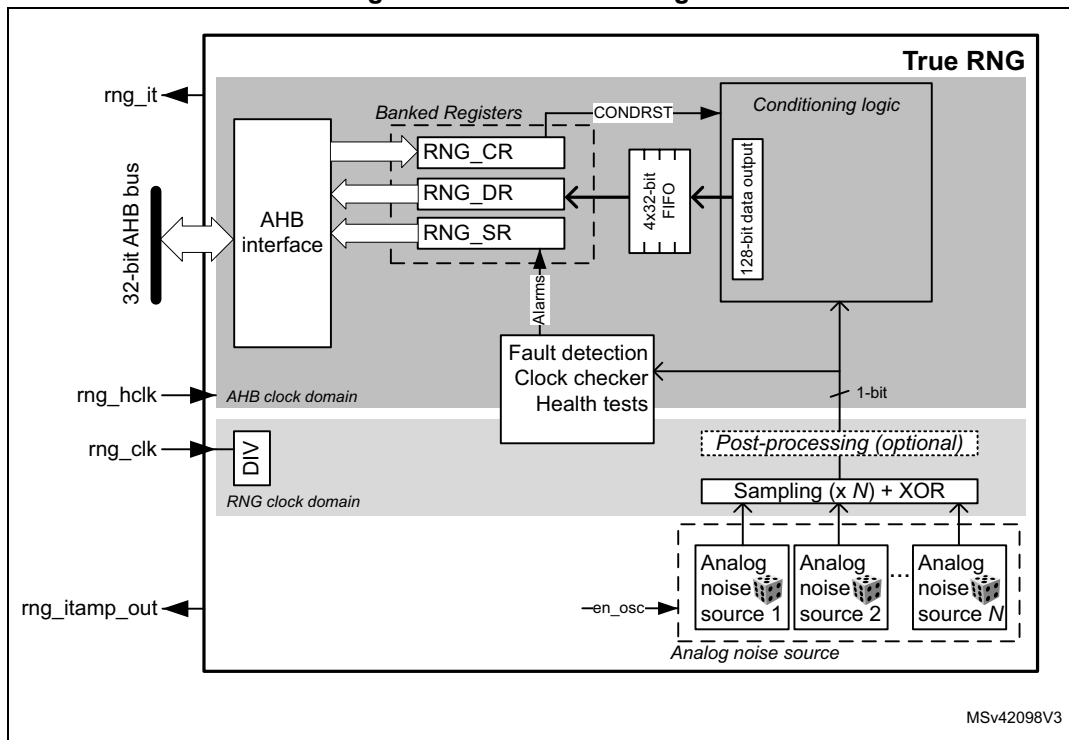 True RNG
rng_it
Banked Registers
CONDRST
Conditioning logic
RNG_CR
RNG_DR
RNG_SR
4x32-bit
FIFO
128-bit data output
32-bit AHB bus
AHB
interface
Alarms
Fault detection
Clock checker
Health tests
rng_hclk
AHB clock domain
1-bit
rng_clk
DIV
RNG clock domain
Post-processing (optional)
Sampling (x N) + XOR
Analog
noise
source 1
Analog
noise
source 2
...
Analog
noise
source N
en_osc
rng_itamp_out
Analog noise source
MSv42098V3